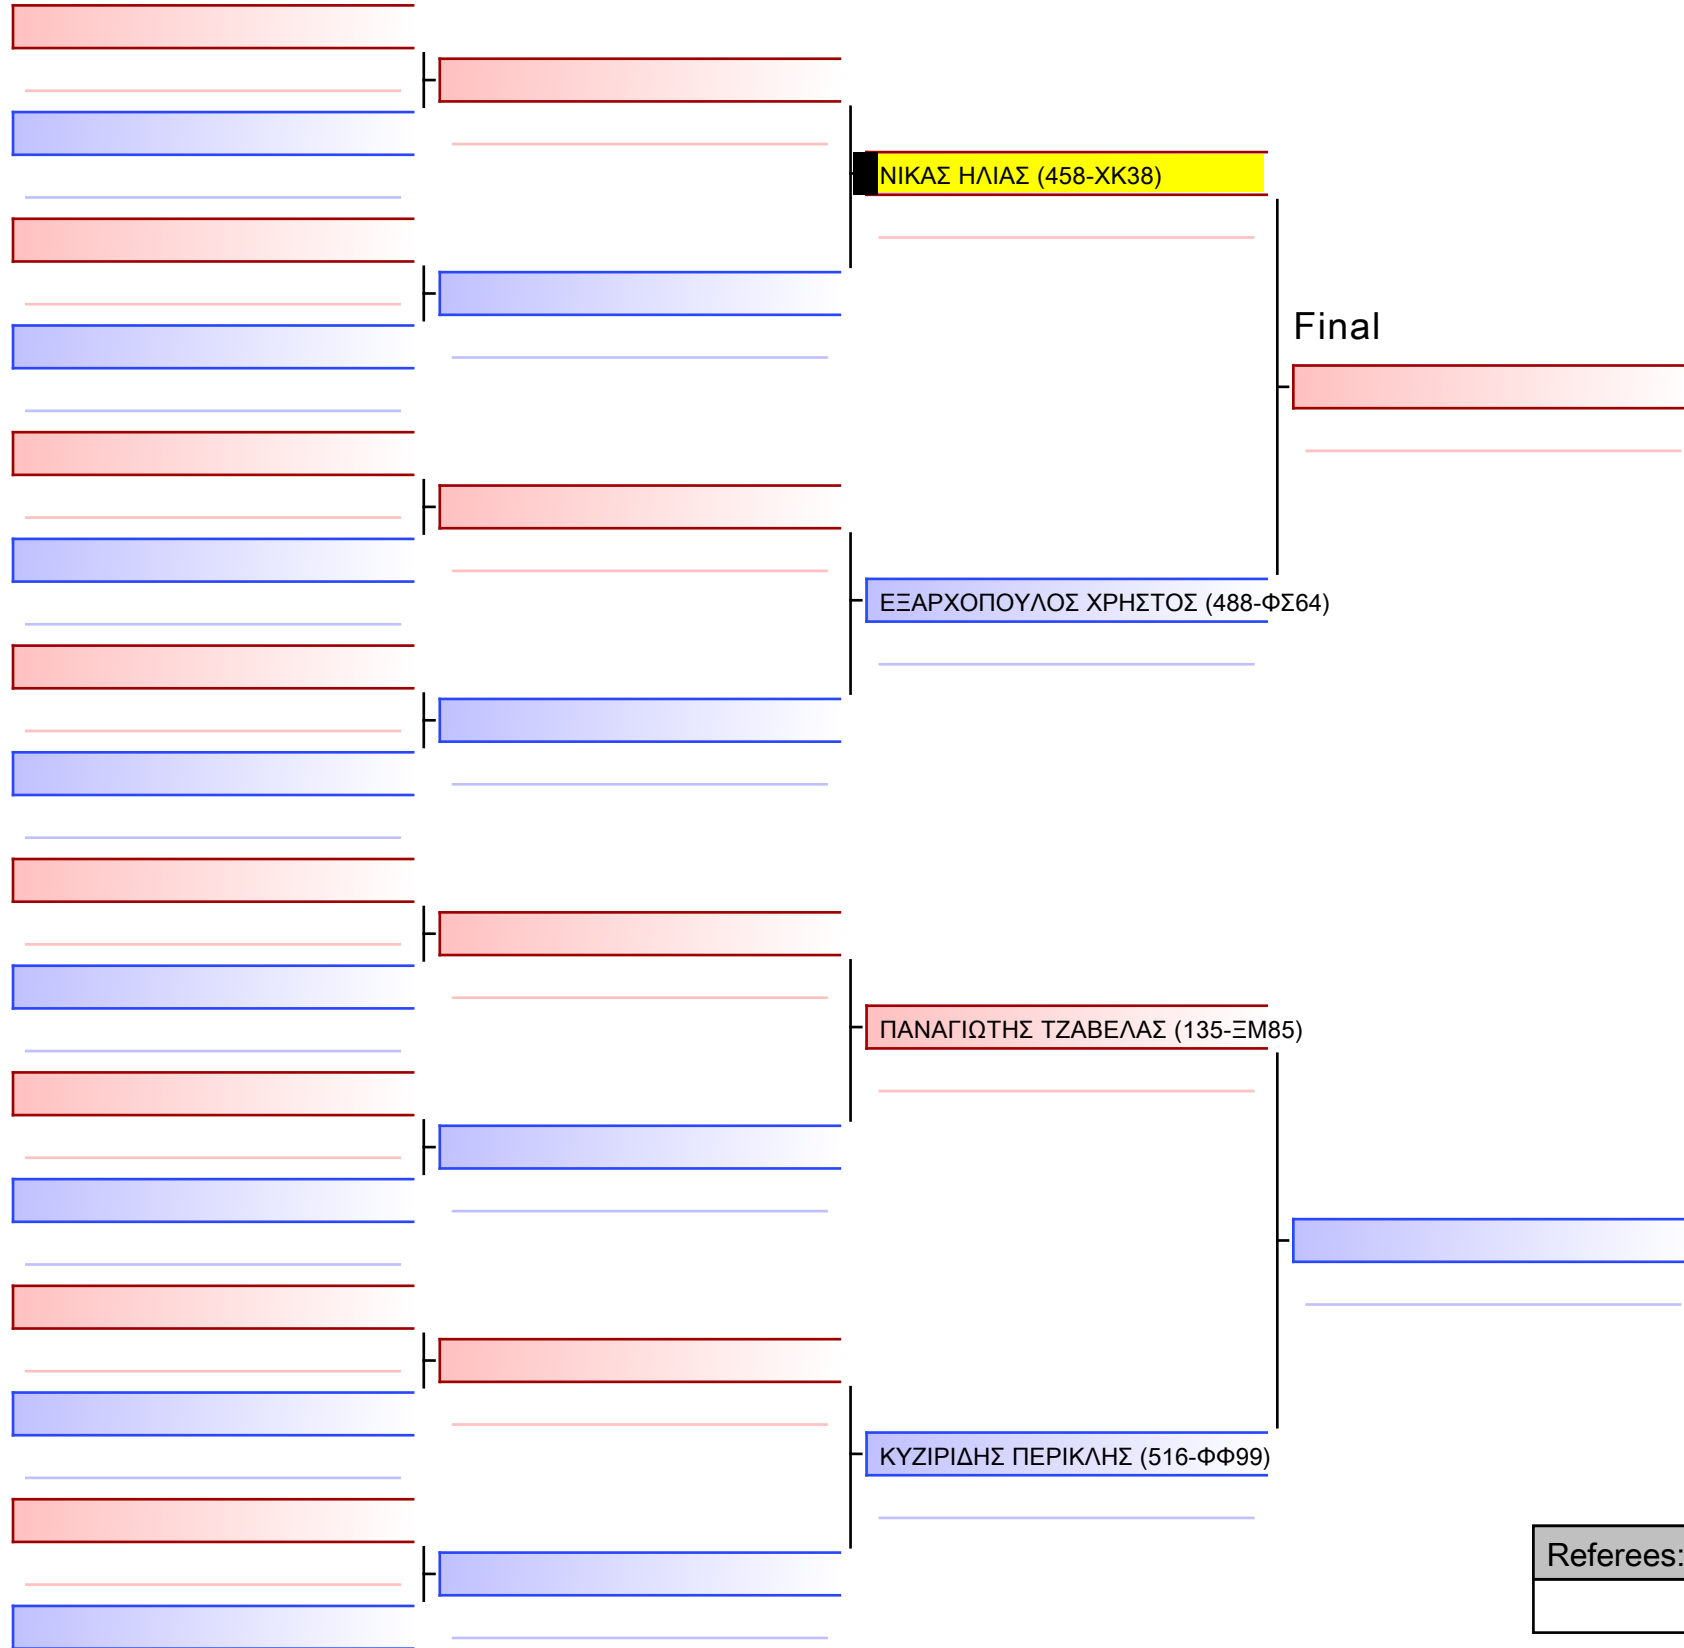 ΝΙΚΑΣ ΗΛΙΑΣ (458-ΧΚ38)
Final
ΕΞΑΡΧΟΠΟΥΛΟΣ ΧΡΗΣΤΟΣ (488-ΦΣ64)
ΠΑΝΑΓΙΩΤΗΣ ΤΖΑΒΕΛΑΣ (135-ΞΜ85)
ΚΥΖΙΡΙΔΗΣ ΠΕΡΙΚΛΗΣ (516-ΦΦ99)
Referees: